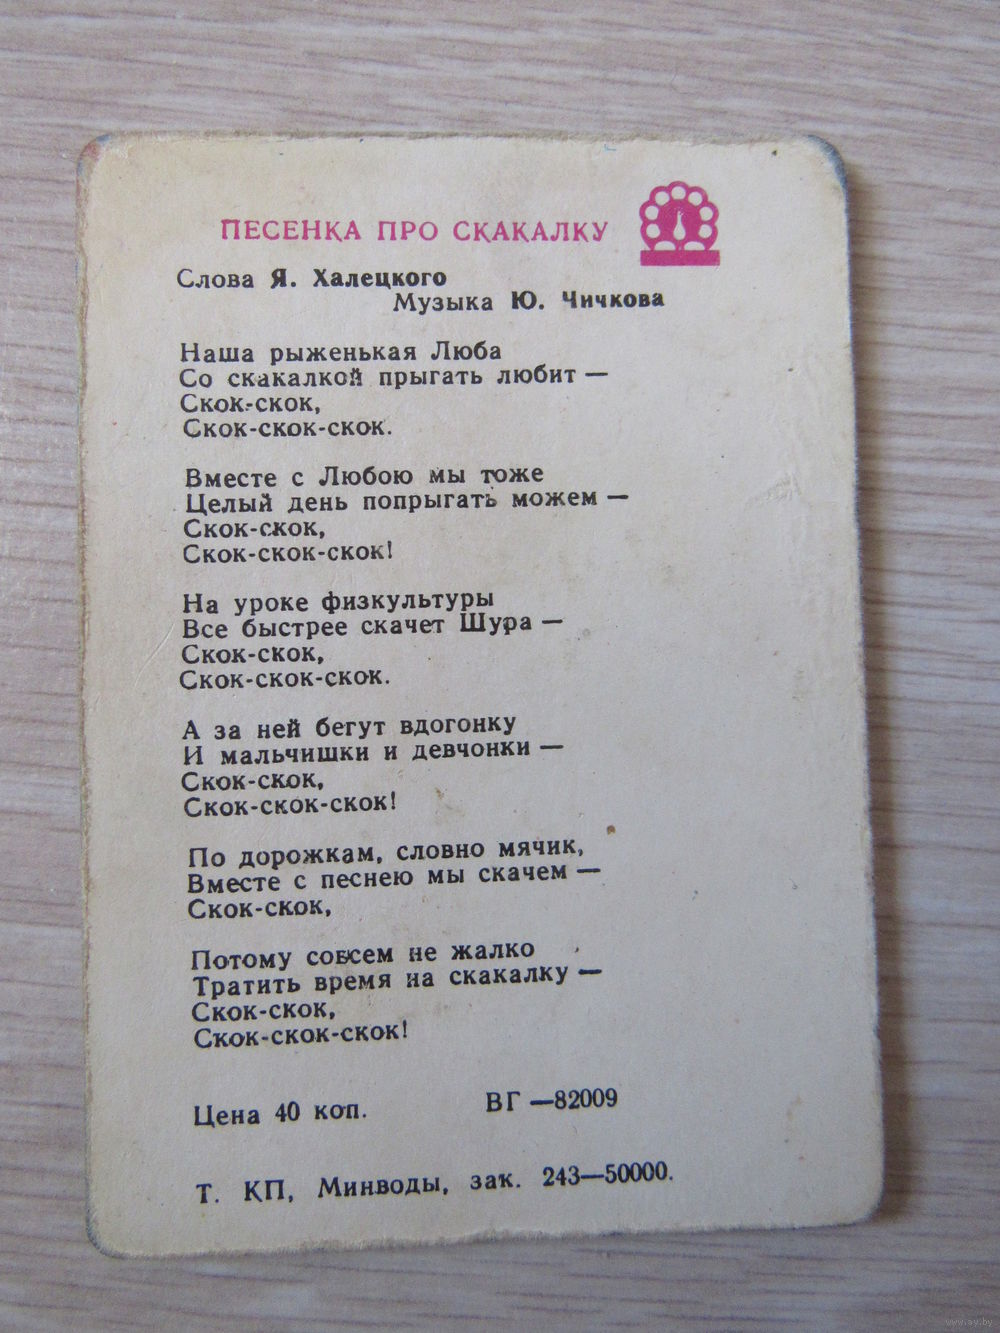 ПЕСЕНКА ПРО СКАКАЛКУ
Слова Я. Халецкого
Музыка Ю. Чичкова
Наша рыженькая Люба
Со скакалкой прыгать любит —
Скок-скок,
Скок-скок-скок.
Вместе с Любою мы тоже
Целый день попрыгать можем —
Скок-скок,
Скок-скок-скок!
На уроке физкультуры
Все быстрее скачет Шура —
Скок-скок,
Скок-скок-скок.
А за ней бегут вдогонку
И мальчишки и девчонки —
Скок-скок,
Скок-скок-скок!
По дорожкам, словно мячик,
Вместе с песнею мы скачем —
Скок-скок,
Потому совсем не жалко
Тратить время на скакалку —
Скок-скок,
Скок-скок-скок!
Цена 40 коп. ВГ —82009
Т. КП, Минводы, зак. 243—50000.
www.ay.by